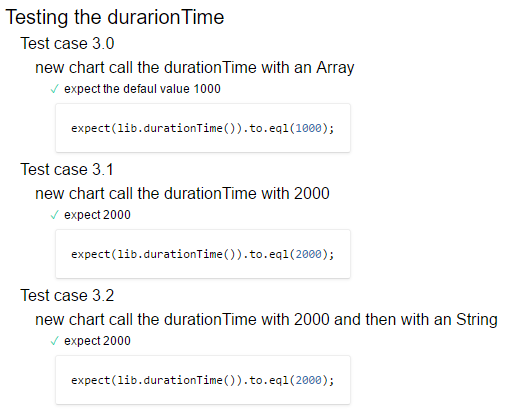 Testing the durarionTime
Test case 3.0
new chart call the durationTime with an Array
✓ expect the defaul value 1000
expect(lib.durationTime()).to.eql(1000);
Test case 3.1
new chart call the durationTime with 2000
✓ expect 2000
expect(lib.durationTime()).to.eql(2000);
Test case 3.2
new chart call the durationTime with 2000 and then with an String
✓ expect 2000
expect(lib.durationTime()).to.eql(2000);